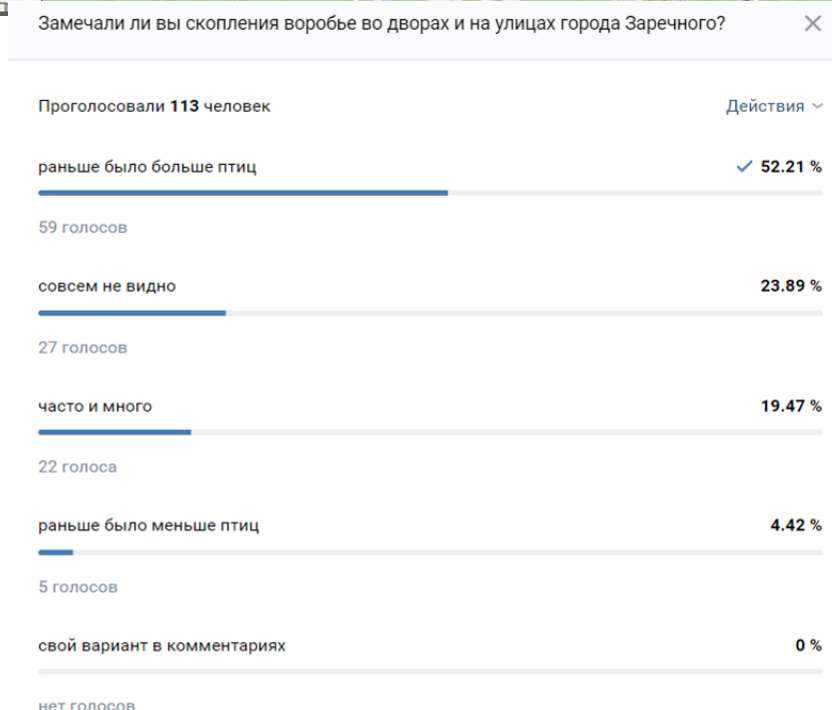 Замечали ли вы скопления воробье во дворах и на улицах города Заречного?
Проголосовали 113 человек
Действия
раньше было больше птиц
52.21 %
59 голосов
совсем не видно
23.89 %
27 голосов
часто и много
19.47 %
22 голоса
раньше было меньше птиц
4.42 %
5 голосов
свой вариант в комментариях
0 %
нет голосов